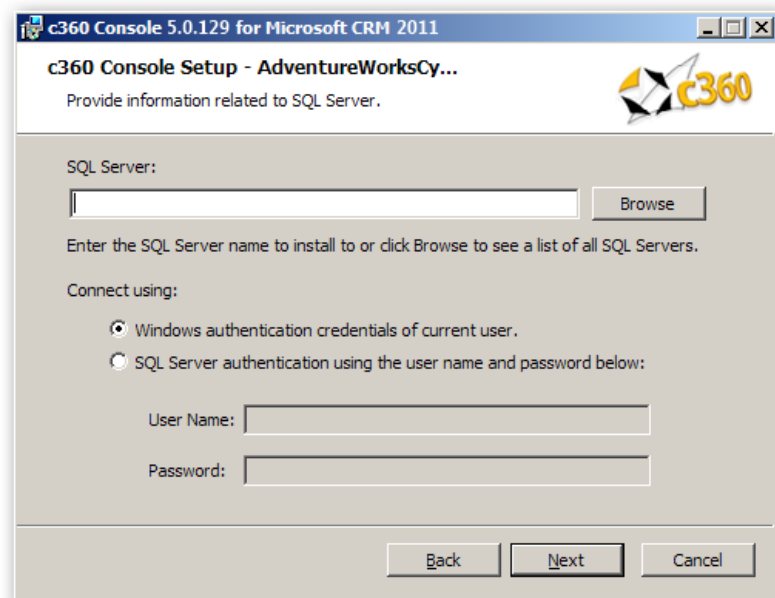 c360 Console 5.0.129 for Microsoft CRM 2011
c360 Console Setup - AdventureWorksCy...
Provide information related to SQL Server.
c360
SQL Server:
Browse
Enter the SQL Server name to install to or click Browse to see a list of all SQL Servers.
Connect using:
Windows authentication credentials of current user.
SQL Server authentication using the user name and password below:
User Name:
Password:
Back Next Cancel